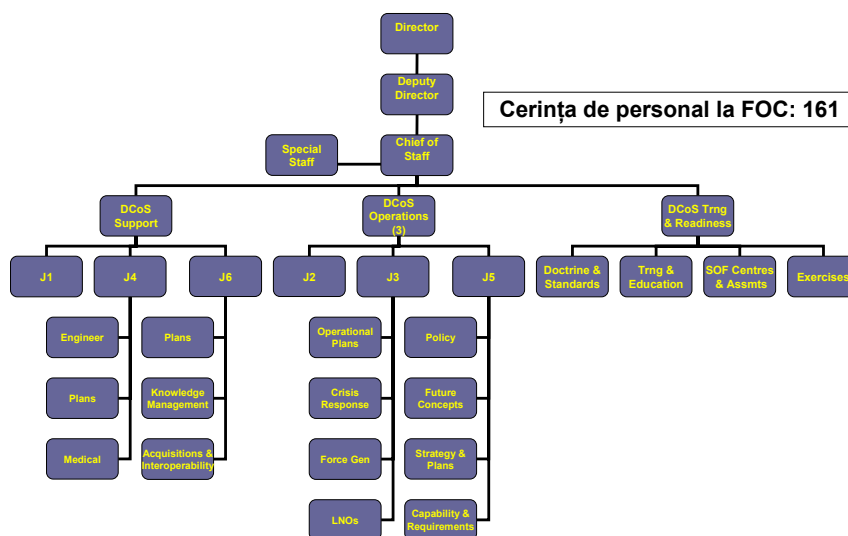 Director
Deputy
Director
Cerința de personal la FOC: 161
Special
Staff
Chief of
Staff
DCoS
Support
DCoS
Operations
(3)
DCoS Trng
& Readiness
J1
J4
J6
J2
J3
J5
Doctrine &
Standards
Trng &
Education
SOF Centres
& Assmts
Exercises
Engineer
Plans
Operational
Plans
Policy
Plans
Knowledge
Management
Crisis
Response
Future
Concepts
Medical
Acquisitions &
Interoperability
Force Gen
Strategy &
Plans
LNOs
Capability &
Requirements